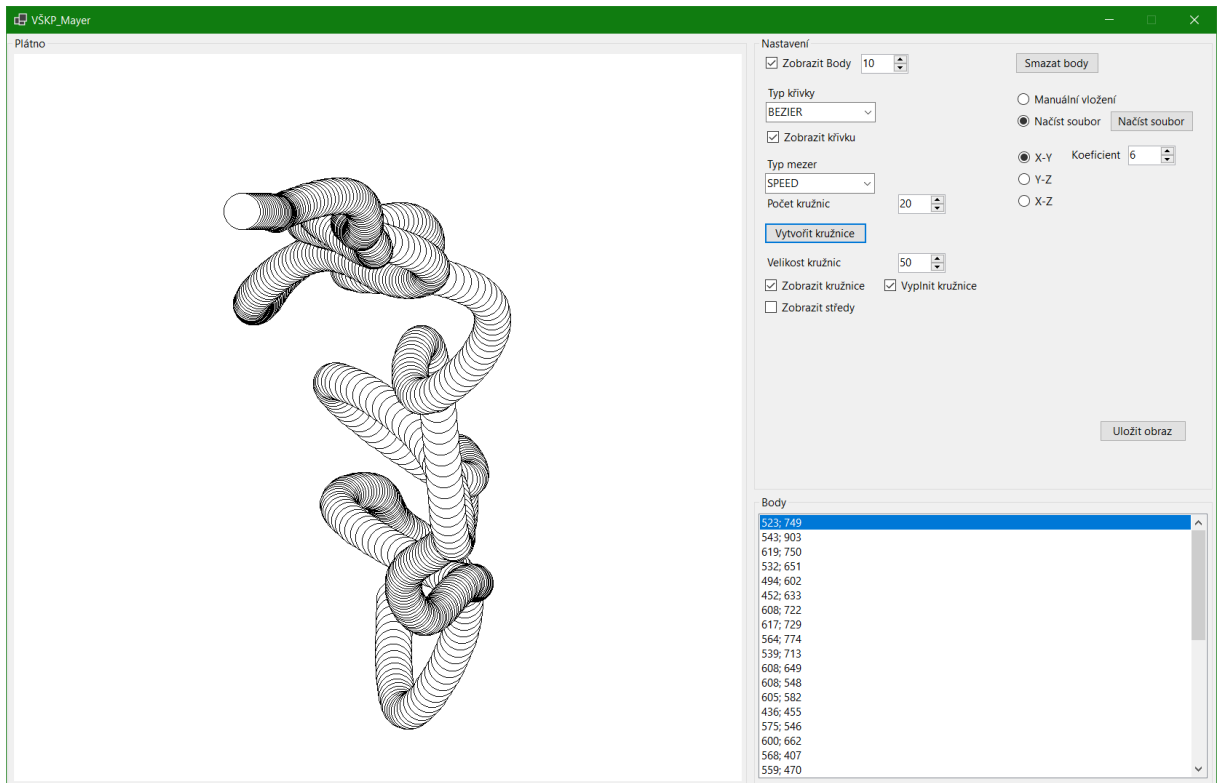 VŠKP_Mayer
Plátno
Nastavení
Zobrazit Body 10
Smazat body
Typ křivky
BEZIER
Zobrazit křivku
Manuální vložení
Načíst soubor Načíst soubor
Typ mezer
SPEED
X-Y Koeficient 6
Y-Z
X-Z
Počet kružnic 20
Vytvořit kružnice
Velikost kružnic 50
Zobrazit kružnice Vyplnit kružnice
Zobrazit středy
Uložit obraz
Body
523; 749
543; 903
619; 750
532; 651
494; 602
452; 633
608; 722
617; 729
564; 774
539; 713
608; 649
608; 548
605; 582
436; 455
575; 546
600; 662
568; 407
559; 470